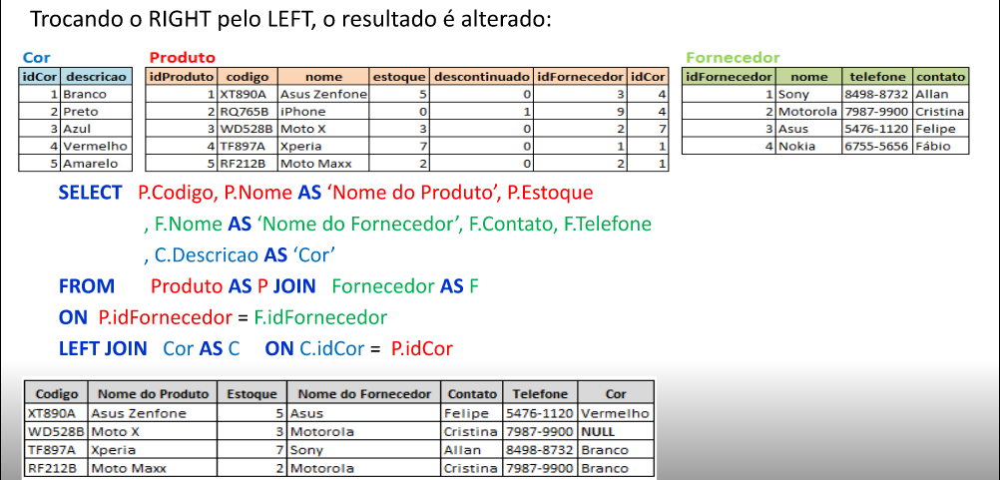 Trocando o RIGHT pelo LEFT, o resultado é alterado:
Cor Produto Fornecedor
idCor descricao idProduto codigo nome estoque descontinuado idFornecedor idCor idFornecedor nome telefone contato
1 Branco 1 XT890A Asus Zenfone 5 0 3 4 1 Sony 8498-8732 Allan
2 Preto 2 RQ765B iPhone 0 1 9 4 2 Motorola 7987-9900 Cristina
3 Azul 3 WD528B Moto X 3 0 2 7 3 Asus 5476-1120 Felipe
4 Vermelho 4 TF897A Xperia 7 0 1 1 4 Nokia 6755-5656 Fábio
5 Amarelo 5 RF212B Moto Maxx 2 0 2 1
SELECT P.Codigo, P.Nome AS ‘Nome do Produto’, P.Estoque
, F.Nome AS ‘Nome do Fornecedor’, F.Contato, F.Telefone
, C.Descricao AS ‘Cor’
FROM Produto AS P JOIN Fornecedor AS F
ON P.idFornecedor = F.idFornecedor
LEFT JOIN Cor AS C ON C.idCor = P.idCor
Codigo Nome do Produto Estoque Nome do Fornecedor Contato Telefone Cor
XT890A Asus Zenfone 5 Asus Felipe 5476-1120 Vermelho
WD528B Moto X 3 Motorola Cristina 7987-9900 NULL
TF897A Xperia 7 Sony Allan 8498-8732 Branco
RF212B Moto Maxx 2 Motorola Cristina 7987-9900 Branco